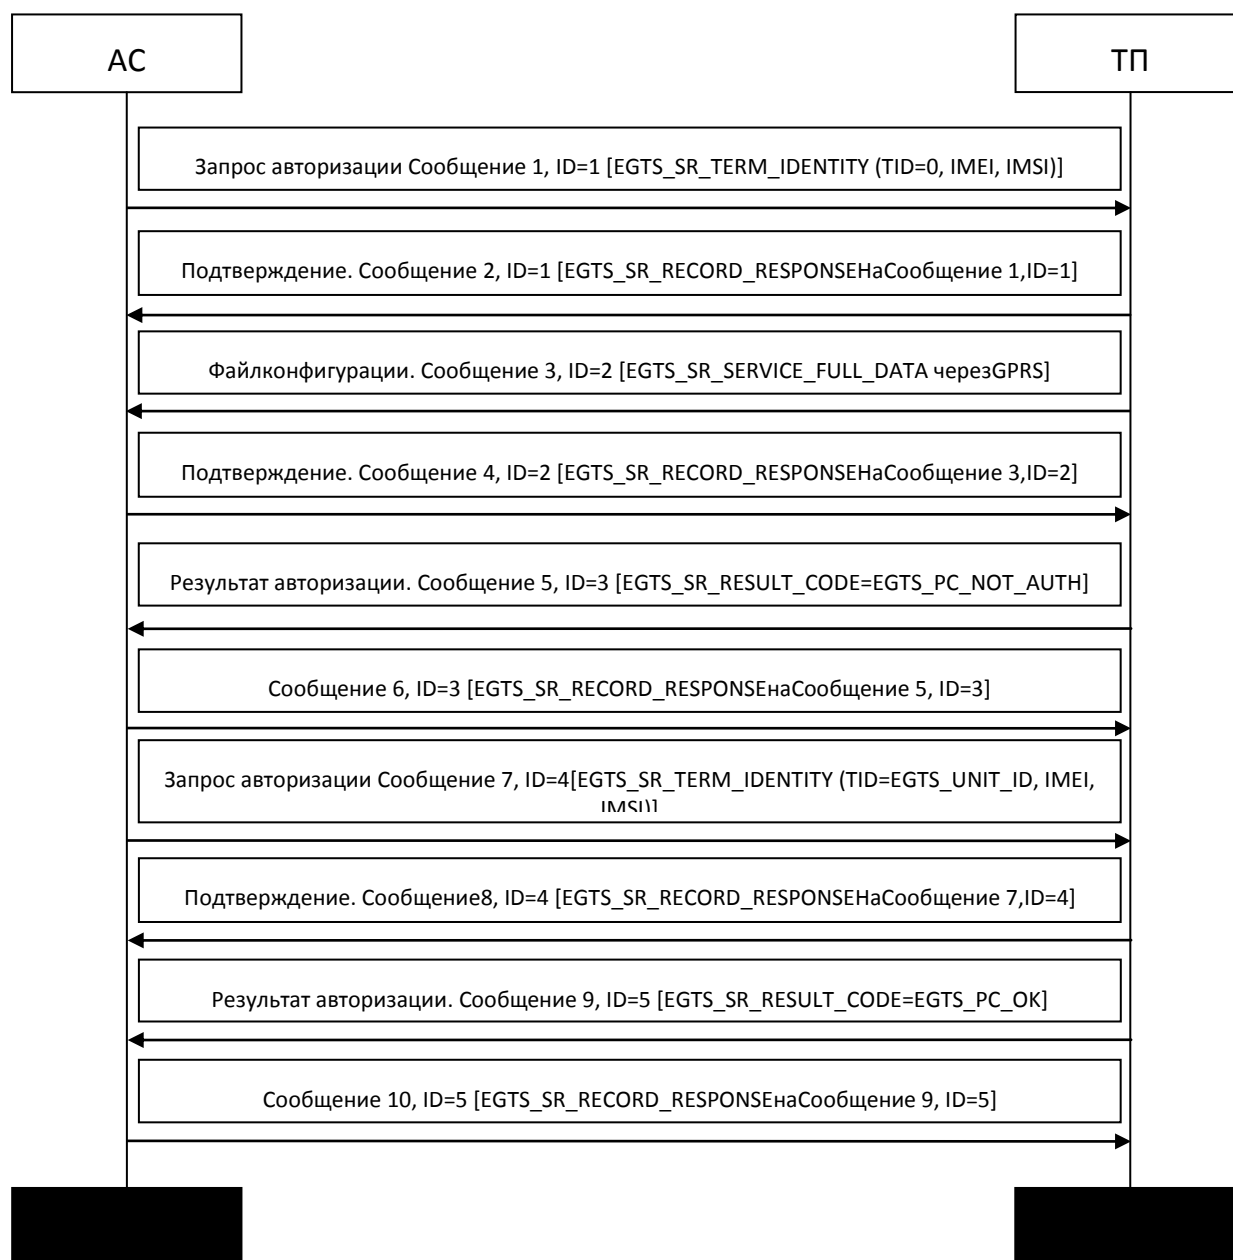 АС
ТП
Запрос авторизации Сообщение 1, ID=1 [EGTS_SR_TERM_IDENTITY (TID=0, IMEI, IMSI)]
Подтверждение. Сообщение 2, ID=1 [EGTS_SR_RECORD_RESPONSEНаСообщение 1,ID=1]
Файлконфигурации. Сообщение 3, ID=2 [EGTS_SR_SERVICE_FULL_DATA черезGPRS]
Подтверждение. Сообщение 4, ID=2 [EGTS_SR_RECORD_RESPONSEНаСообщение 3,ID=2]
Результат авторизации. Сообщение 5, ID=3 [EGTS_SR_RESULT_CODE=EGTS_PC_NOT_AUTH]
Сообщение 6, ID=3 [EGTS_SR_RECORD_RESPONSEнаСообщение 5, ID=3]
Запрос авторизации Сообщение 7, ID=4[EGTS_SR_TERM_IDENTITY (TID=EGTS_UNIT_ID, IMEI,
IMSI)]
Подтверждение. Сообщение8, ID=4 [EGTS_SR_RECORD_RESPONSEНаСообщение 7,ID=4]
Результат авторизации. Сообщение 9, ID=5 [EGTS_SR_RESULT_CODE=EGTS_PC_OK]
Сообщение 10, ID=5 [EGTS_SR_RECORD_RESPONSEнаСообщение 9, ID=5]